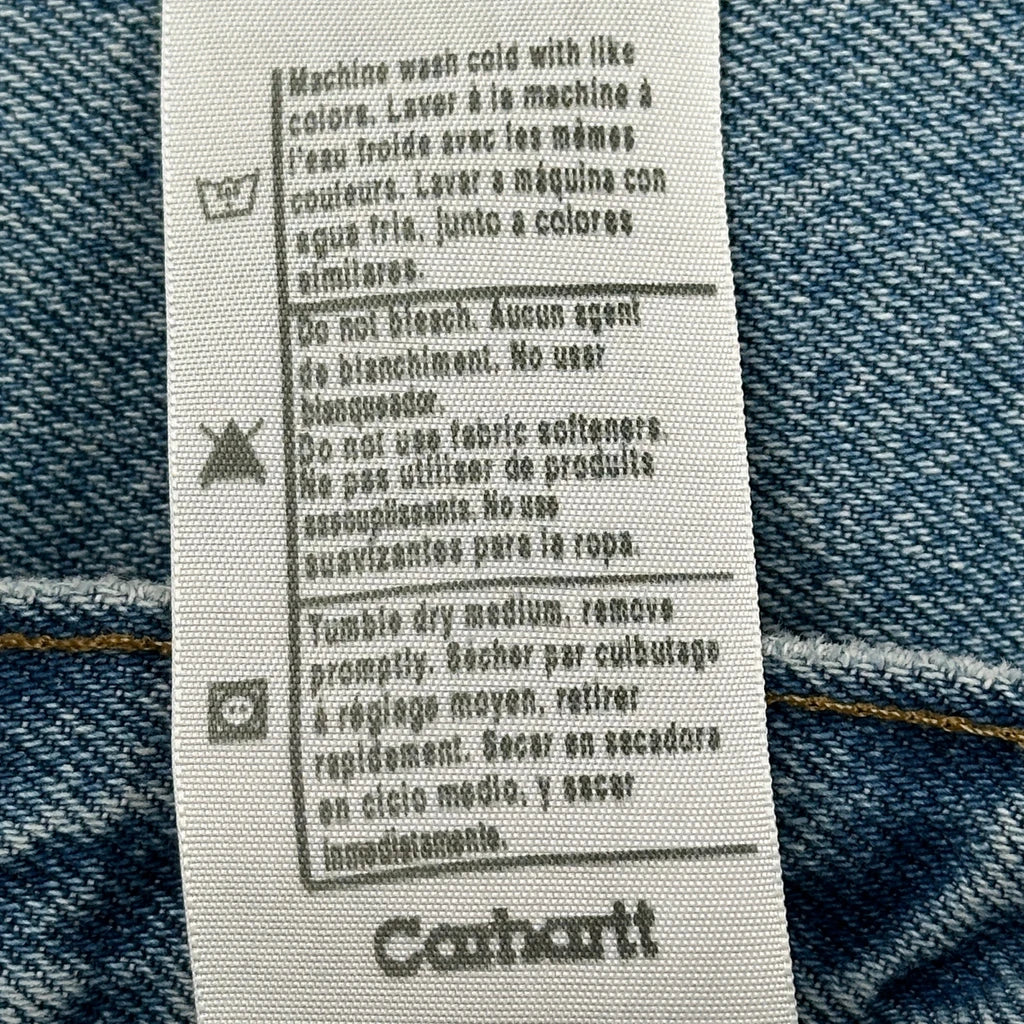 Machine wash cold with like
colors. Laver à la machine à
l'eau froide avec les mêmes
couleurs. Lavar a máquina con
agua fria, junto a colores
similares.
Do not bleach. Aucun agent
de blanchiment. No usar
blanqueador.
Do not use fabric softeners.
Ne pas utiliser de produits
assouplissants. No use
suavizantes para la ropa.
Tumble dry medium, remove
promptly. Sécher par culbutage
à réglage moyen, retirer
rapidement. Secar en secadora
en ciclo medio, y sacar
inmediatamente.
Carhartt